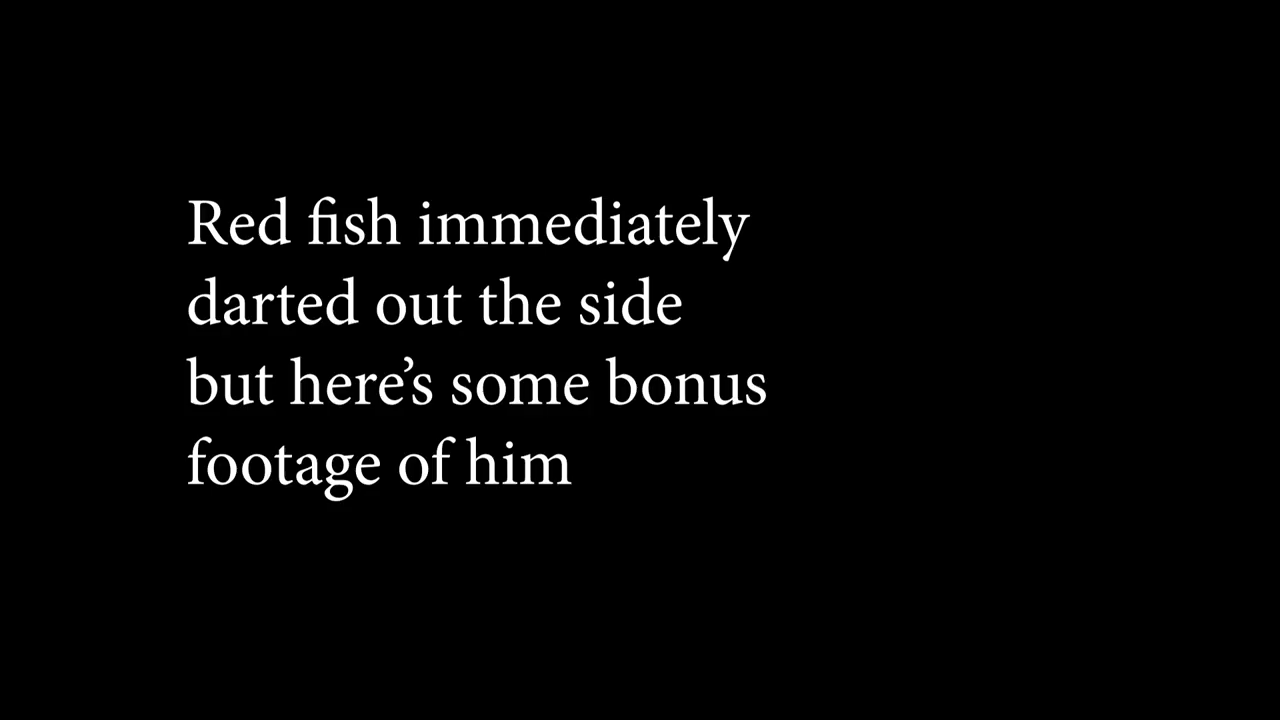 Red fish immediately
darted out the side
but here’s some bonus
footage of him